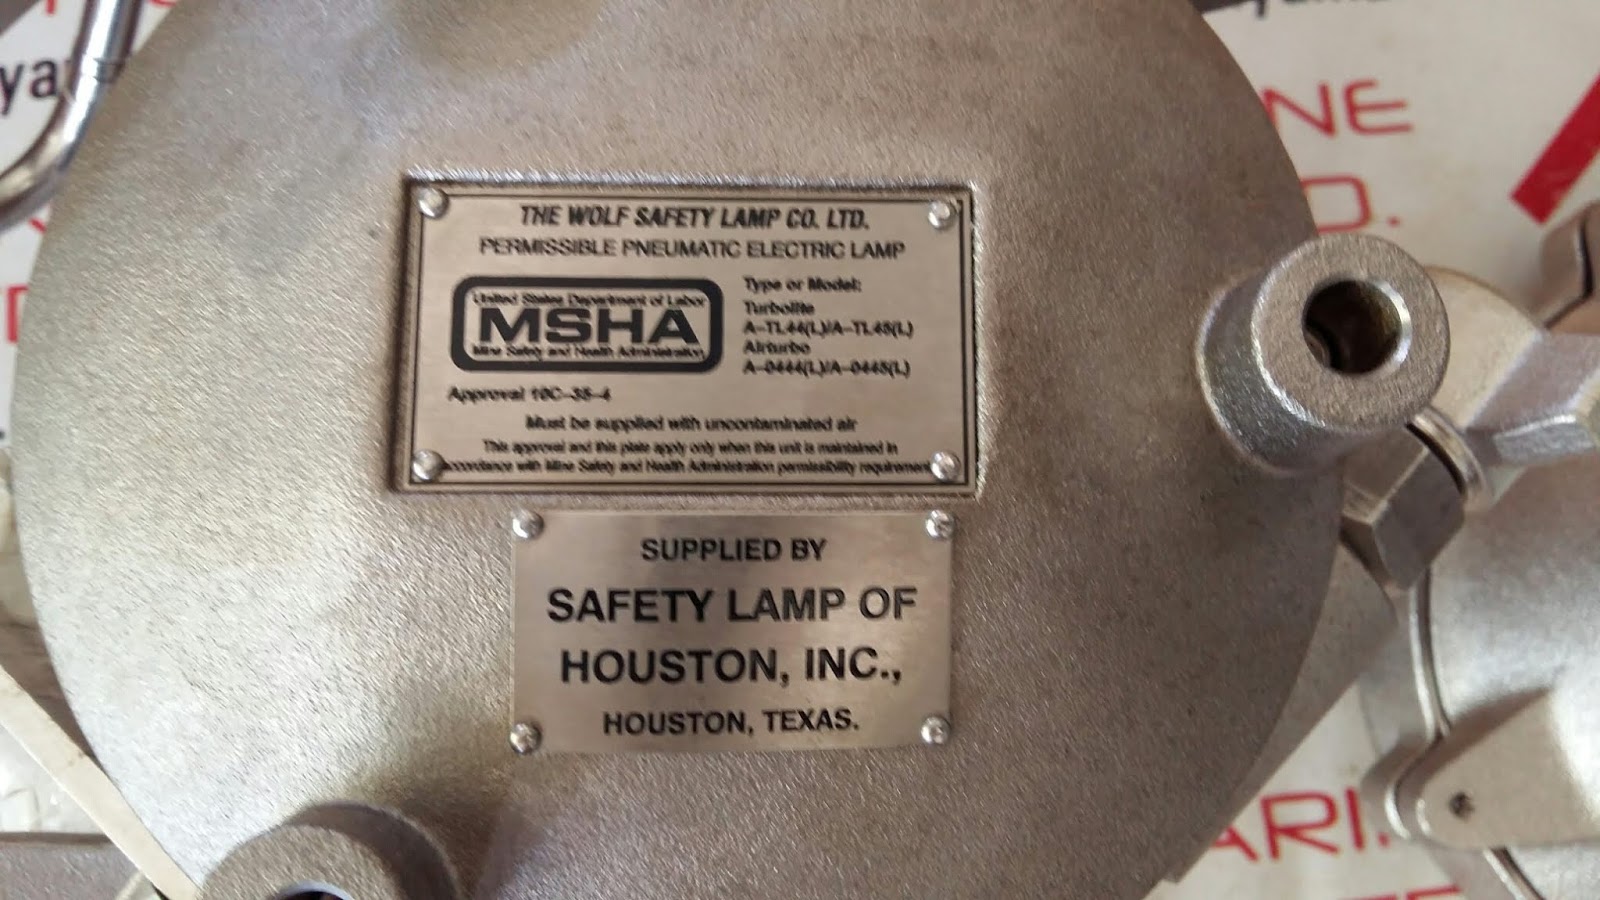 THE WOLF SAFETY LAMP CO. LTD.
PERMISSIBLE PNEUMATIC ELECTRIC LAMP
United States Department of Labor
MSHA
Mine Safety and Health Administration
Type or Model:
Turbolite
A-TL44(L)/A-TL45(L)
Airturbo
A-0444(L)/A-0445(L)
Approval 10C-35-4
Must be supplied with uncontaminated air
This approval and this plate apply only when this unit is maintained in
accordance with Mine Safety and Health Administration permissibility requirement
SUPPLIED BY
SAFETY LAMP OF
HOUSTON, INC.,
HOUSTON, TEXAS.